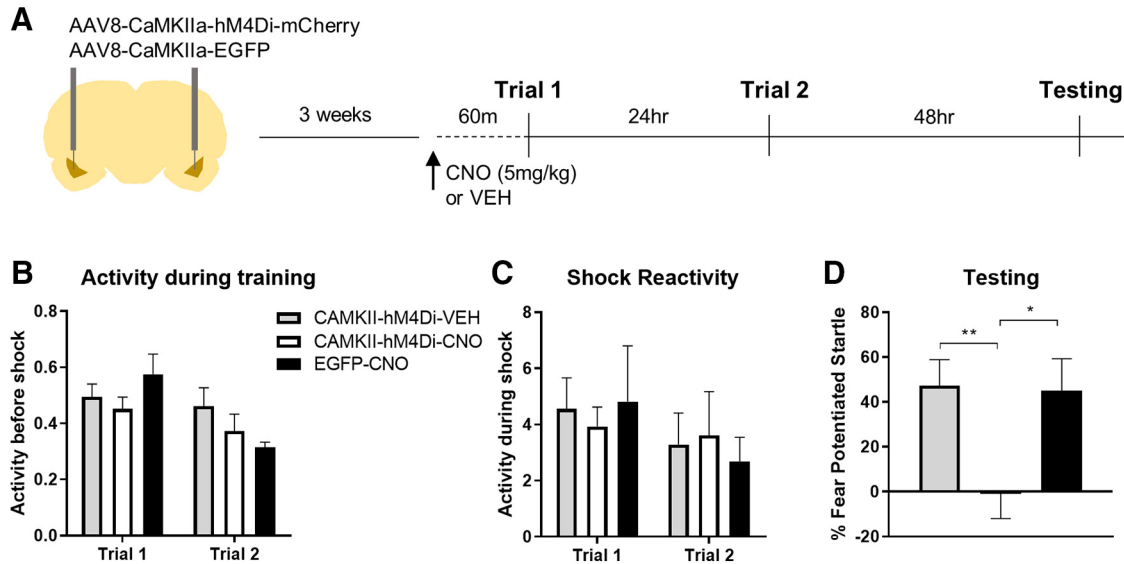 A
AAV8-CaMKIIa-hM4Di-mCherry
AAV8-CaMKIIa-EGFP
3 weeks
60m
Trial 1
24hr
Trial 2
48hr
Testing
CNO (5mg/kg)
or VEH
B
Activity during training
Activity before shock
0.8
0.6
0.4
0.2
0.0
Trial 1
Trial 2
CAMKII-hM4Di-VEH
CAMKII-hM4Di-CNO
EGFP-CNO
C
Shock Reactivity
Activity during shock
8
6
4
2
0
Trial 1
Trial 2
D
Testing
% Fear Potentiated Startle
80
60
40
20
0
-20
**
*